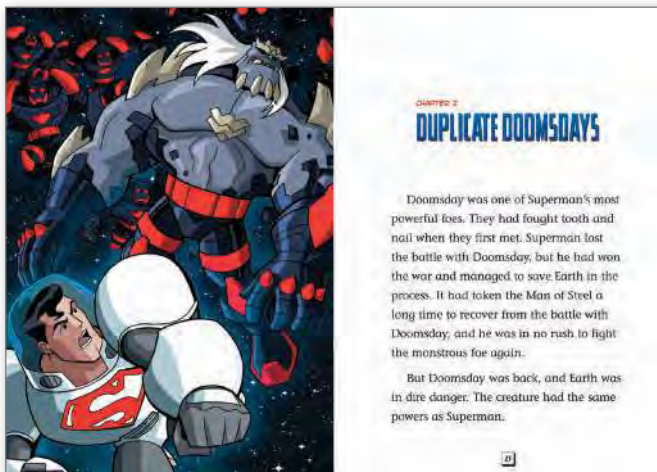 CHAPTER 2
DUPLICATE DOOMSDAYS
Doomsday was one of Superman's most
powerful foes. They had fought tooth and
nail when they first met. Superman lost
the battle with Doomsday, but he had won
the war and managed to save Earth in the
process. It had taken the Man of Steel a
long time to recover from the battle with
Doomsday, and he was in no rush to fight
the monstrous foe again.
But Doomsday was back, and Earth was
in dire danger. The creature had the same
powers as Superman.
S